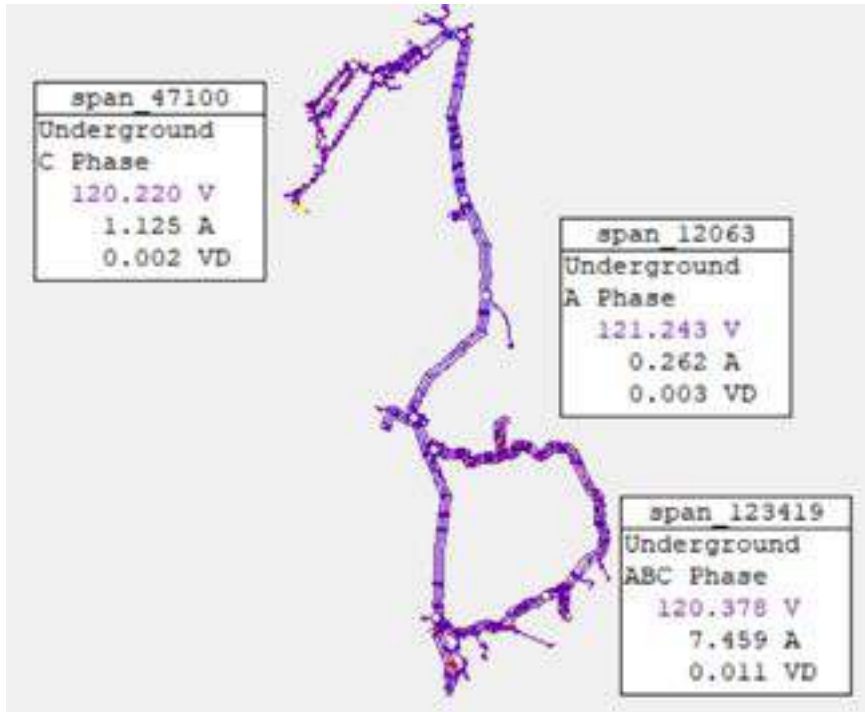 span_47100
Underground
C Phase
120.220 V
1.125 A
0.002 VD
span_12063
Underground
A Phase
121.243 V
0.262 A
0.003 VD
span_123419
Underground
ABC Phase
120.378 V
7.459 A
0.011 VD